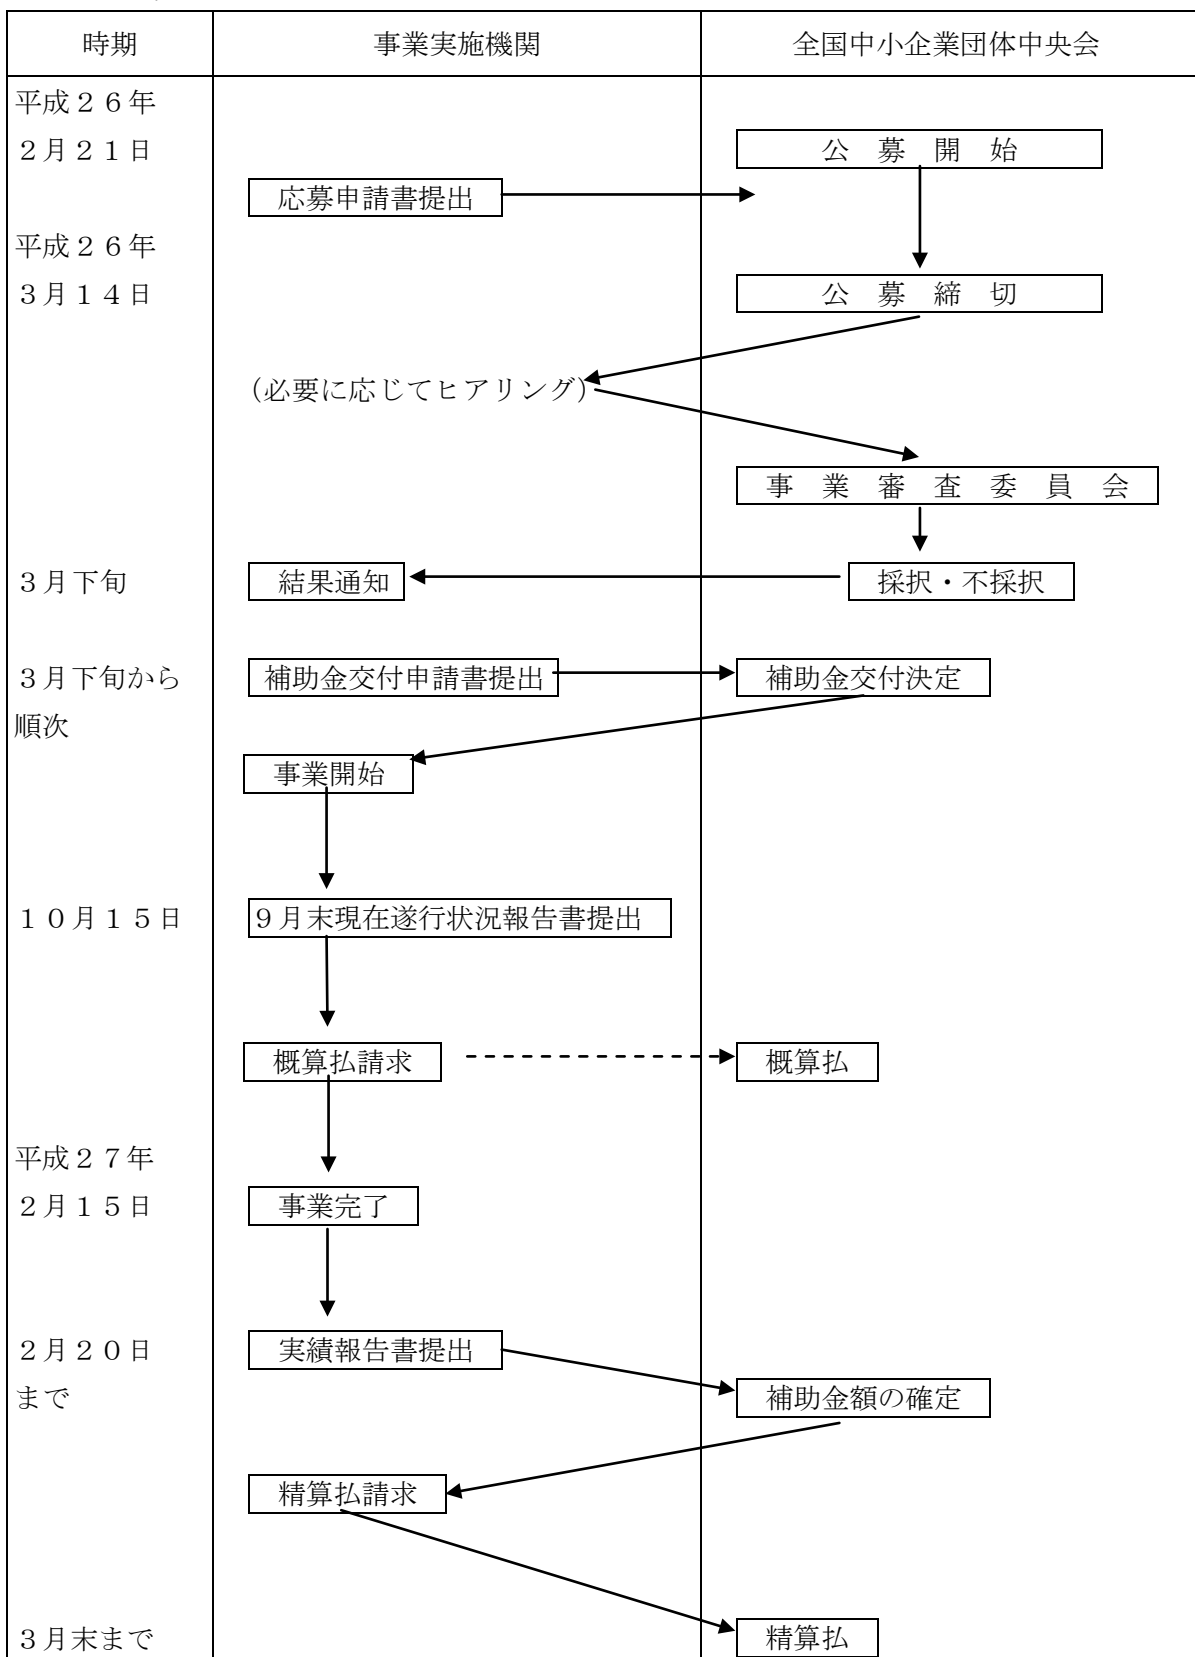 時期 事業実施機関 全国中小企業団体中央会
平成２６年
２月２１日 公　募　開　始
応募申請書提出
平成２６年
３月１４日 公　募　締　切
（必要に応じてヒアリング）
事　業　審　査　委　員　会
３月下旬 結果通知 採択・不採択
３月下旬から 補助金交付申請書提出 補助金交付決定
順次
事業開始
１０月１５日 ９月末現在遂行状況報告書提出
概算払請求 概算払
平成２７年
２月１５日 事業完了
２月２０日 実績報告書提出
まで 補助金額の確定
精算払請求
３月末まで 精算払